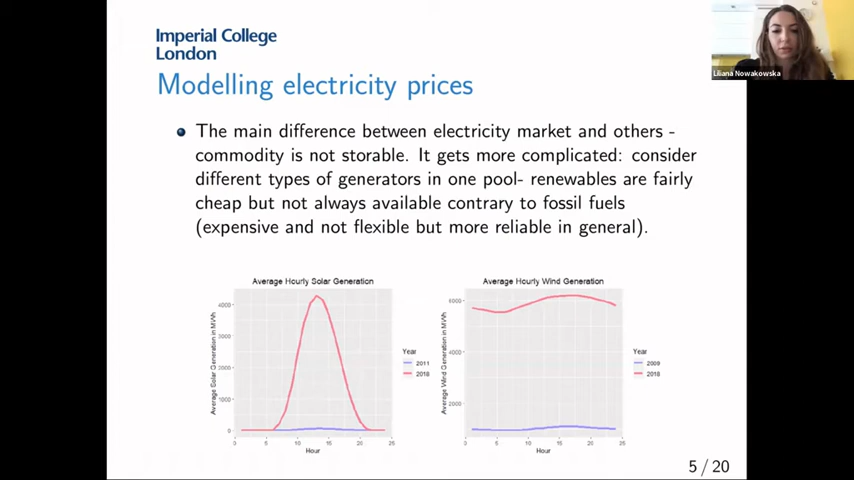 Imperial College
London
Modelling electricity prices
The main difference between electricity market and others -
commodity is not storable. It gets more complicated: consider
different types of generators in one pool- renewables are fairly
cheap but not always available contrary to fossil fuels
(expensive and not flexible but more reliable in general).
Average Hourly Solar Generation
Average Solar Generation in MWh
4000
3000
2000
1000
0
0 5 10 15 20 25
Hour
Year
2011
2018
Average Hourly Wind Generation
Average Wind Generation in MWh
6000
4000
2000
0 5 10 15 20 25
Hour
Year
2009
2018
5 / 20
Liliana Nowakowska